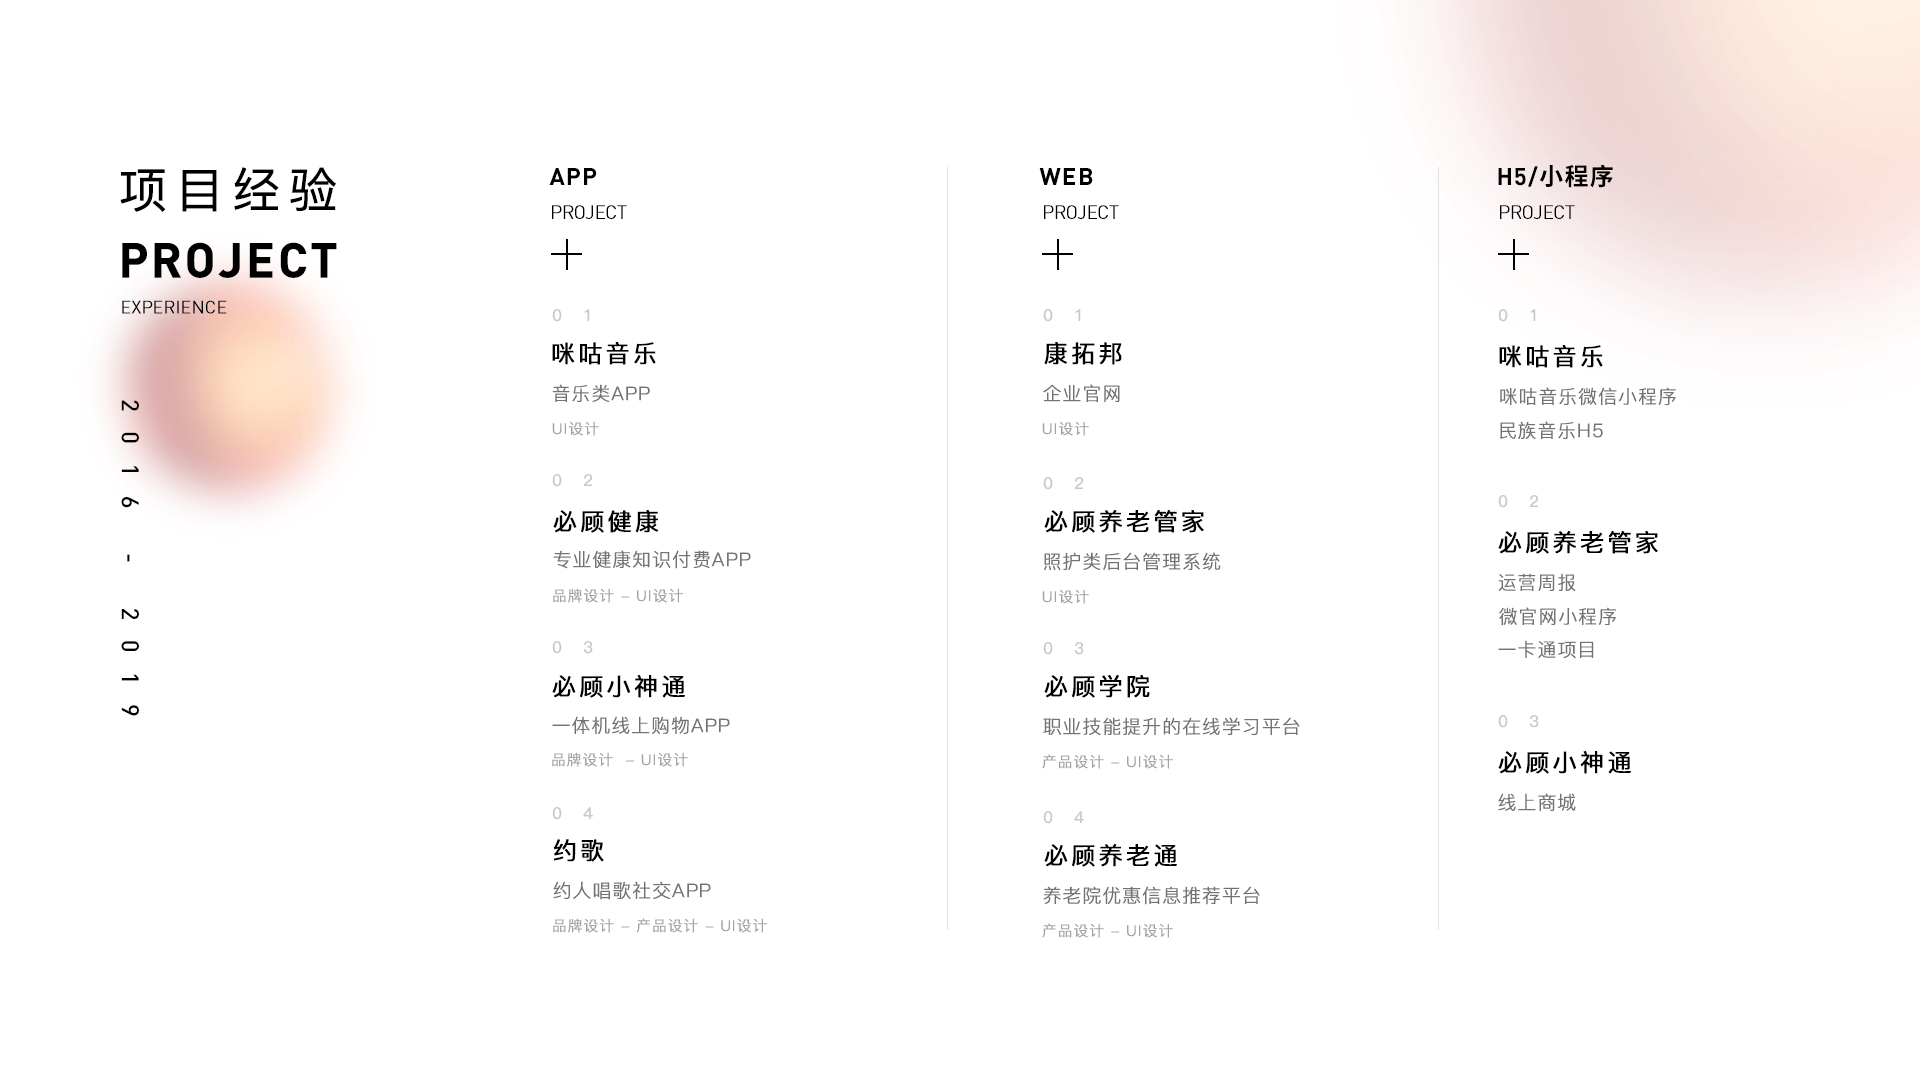 项目经验
PROJECT
EXPERIENCE
2016 - 2019
APP
PROJECT
01
咪咕音乐
音乐类APP
UI设计
02
必顾健康
专业健康知识付费APP
品牌设计 – UI设计
03
必顾小神通
一体机线上购物APP
品牌设计 – UI设计
04
约歌
约人唱歌社交APP
品牌设计 – 产品设计 – UI设计
WEB
PROJECT
01
康拓邦
企业官网
UI设计
02
必顾养老管家
照护类后台管理系统
UI设计
03
必顾学院
职业技能提升的在线学习平台
产品设计 – UI设计
04
必顾养老通
养老院优惠信息推荐平台
产品设计 – UI设计
H5/小程序
PROJECT
01
咪咕音乐
咪咕音乐微信小程序
民族音乐H5
02
必顾养老管家
运营周报
微官网小程序
一卡通项目
03
必顾小神通
线上商城